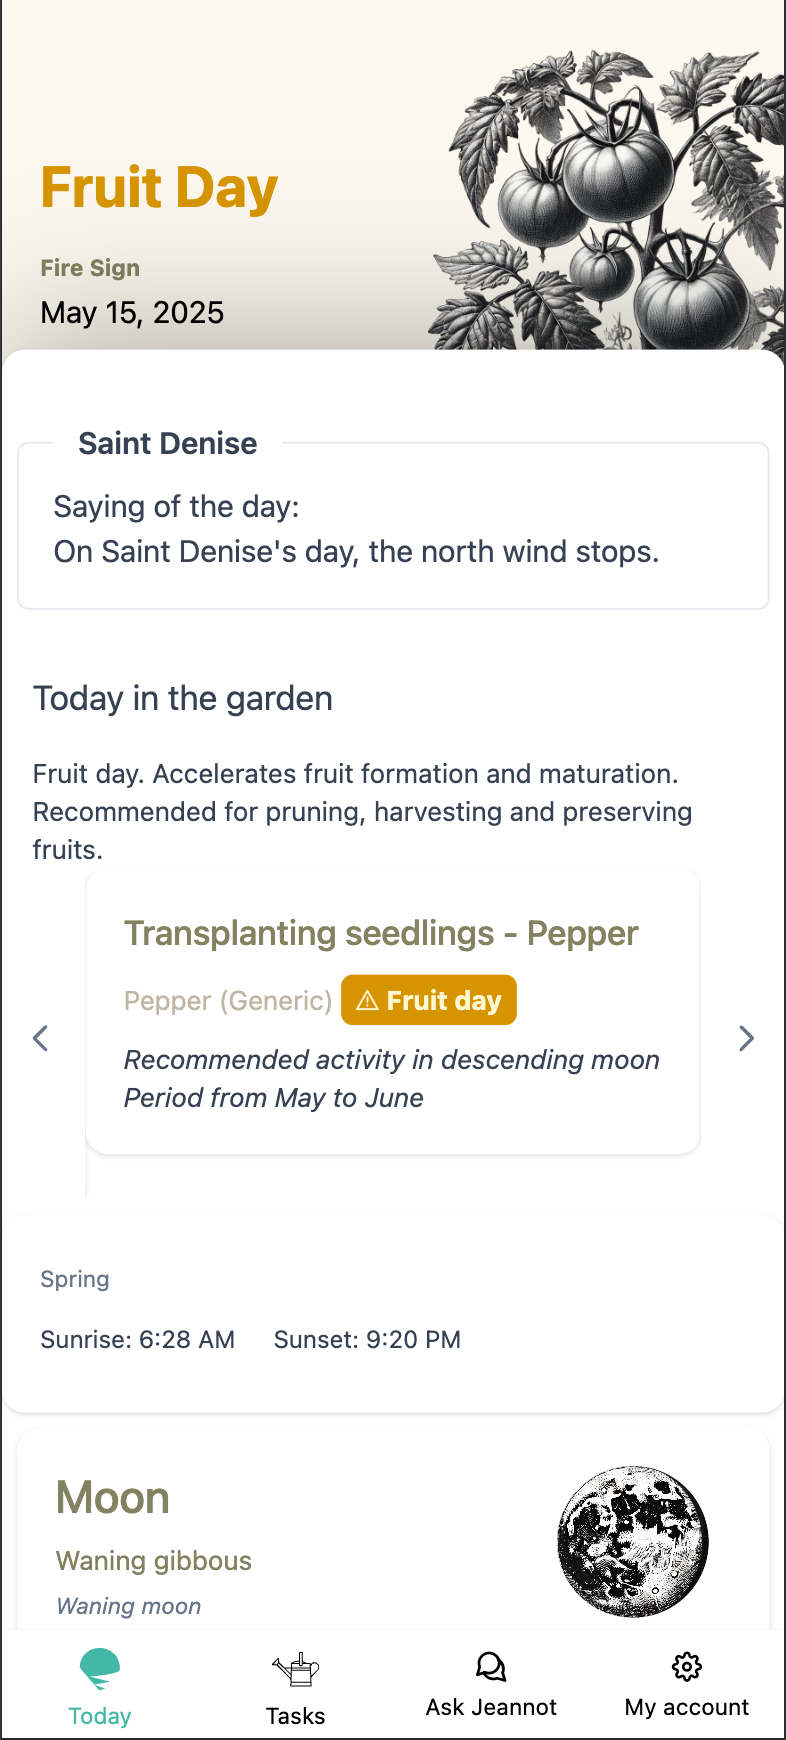 Fruit Day
Fire Sign
May 15, 2025
Saint Denise
Saying of the day:
On Saint Denise's day, the north wind stops.
Today in the garden
Fruit day. Accelerates fruit formation and maturation.
Recommended for pruning, harvesting and preserving
fruits.
Transplanting seedlings - Pepper
Pepper (Generic) Fruit day
Recommended activity in descending moon
Period from May to June
Spring
Sunrise: 6:28 AM Sunset: 9:20 PM
Moon
Waning gibbous
Waning moon
Today Tasks Ask Jeannot My account